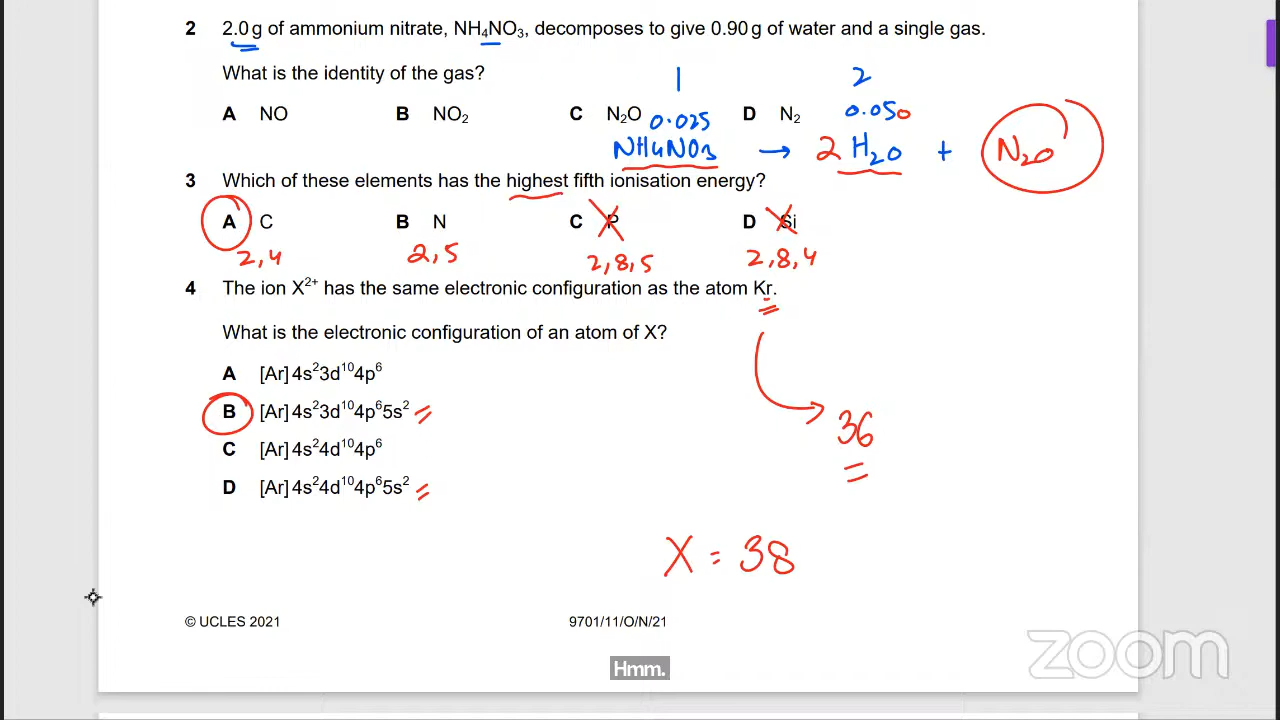 2 2.0 g of ammonium nitrate, NH₄NO₃, decomposes to give 0.90 g of water and a single gas.
What is the identity of the gas?
1 2
A NO B NO₂ C N₂O D N₂
0.025 0.050
NH4NO3 → 2 H₂O + N₂O
3 Which of these elements has the highest fifth ionisation energy?
A C B N C P D Si
2,4 2,5 2,8,5 2,8,4
4 The ion X²⁺ has the same electronic configuration as the atom Kr.
What is the electronic configuration of an atom of X?
A [Ar] 4s²3d¹⁰4p⁶
B [Ar] 4s²3d¹⁰4p⁶5s²
36
C [Ar] 4s²4d¹⁰4p⁶
D [Ar] 4s²4d¹⁰4p⁶5s²
X = 38
© UCLES 2021 9701/11/O/N/21
zoom
Hmm.